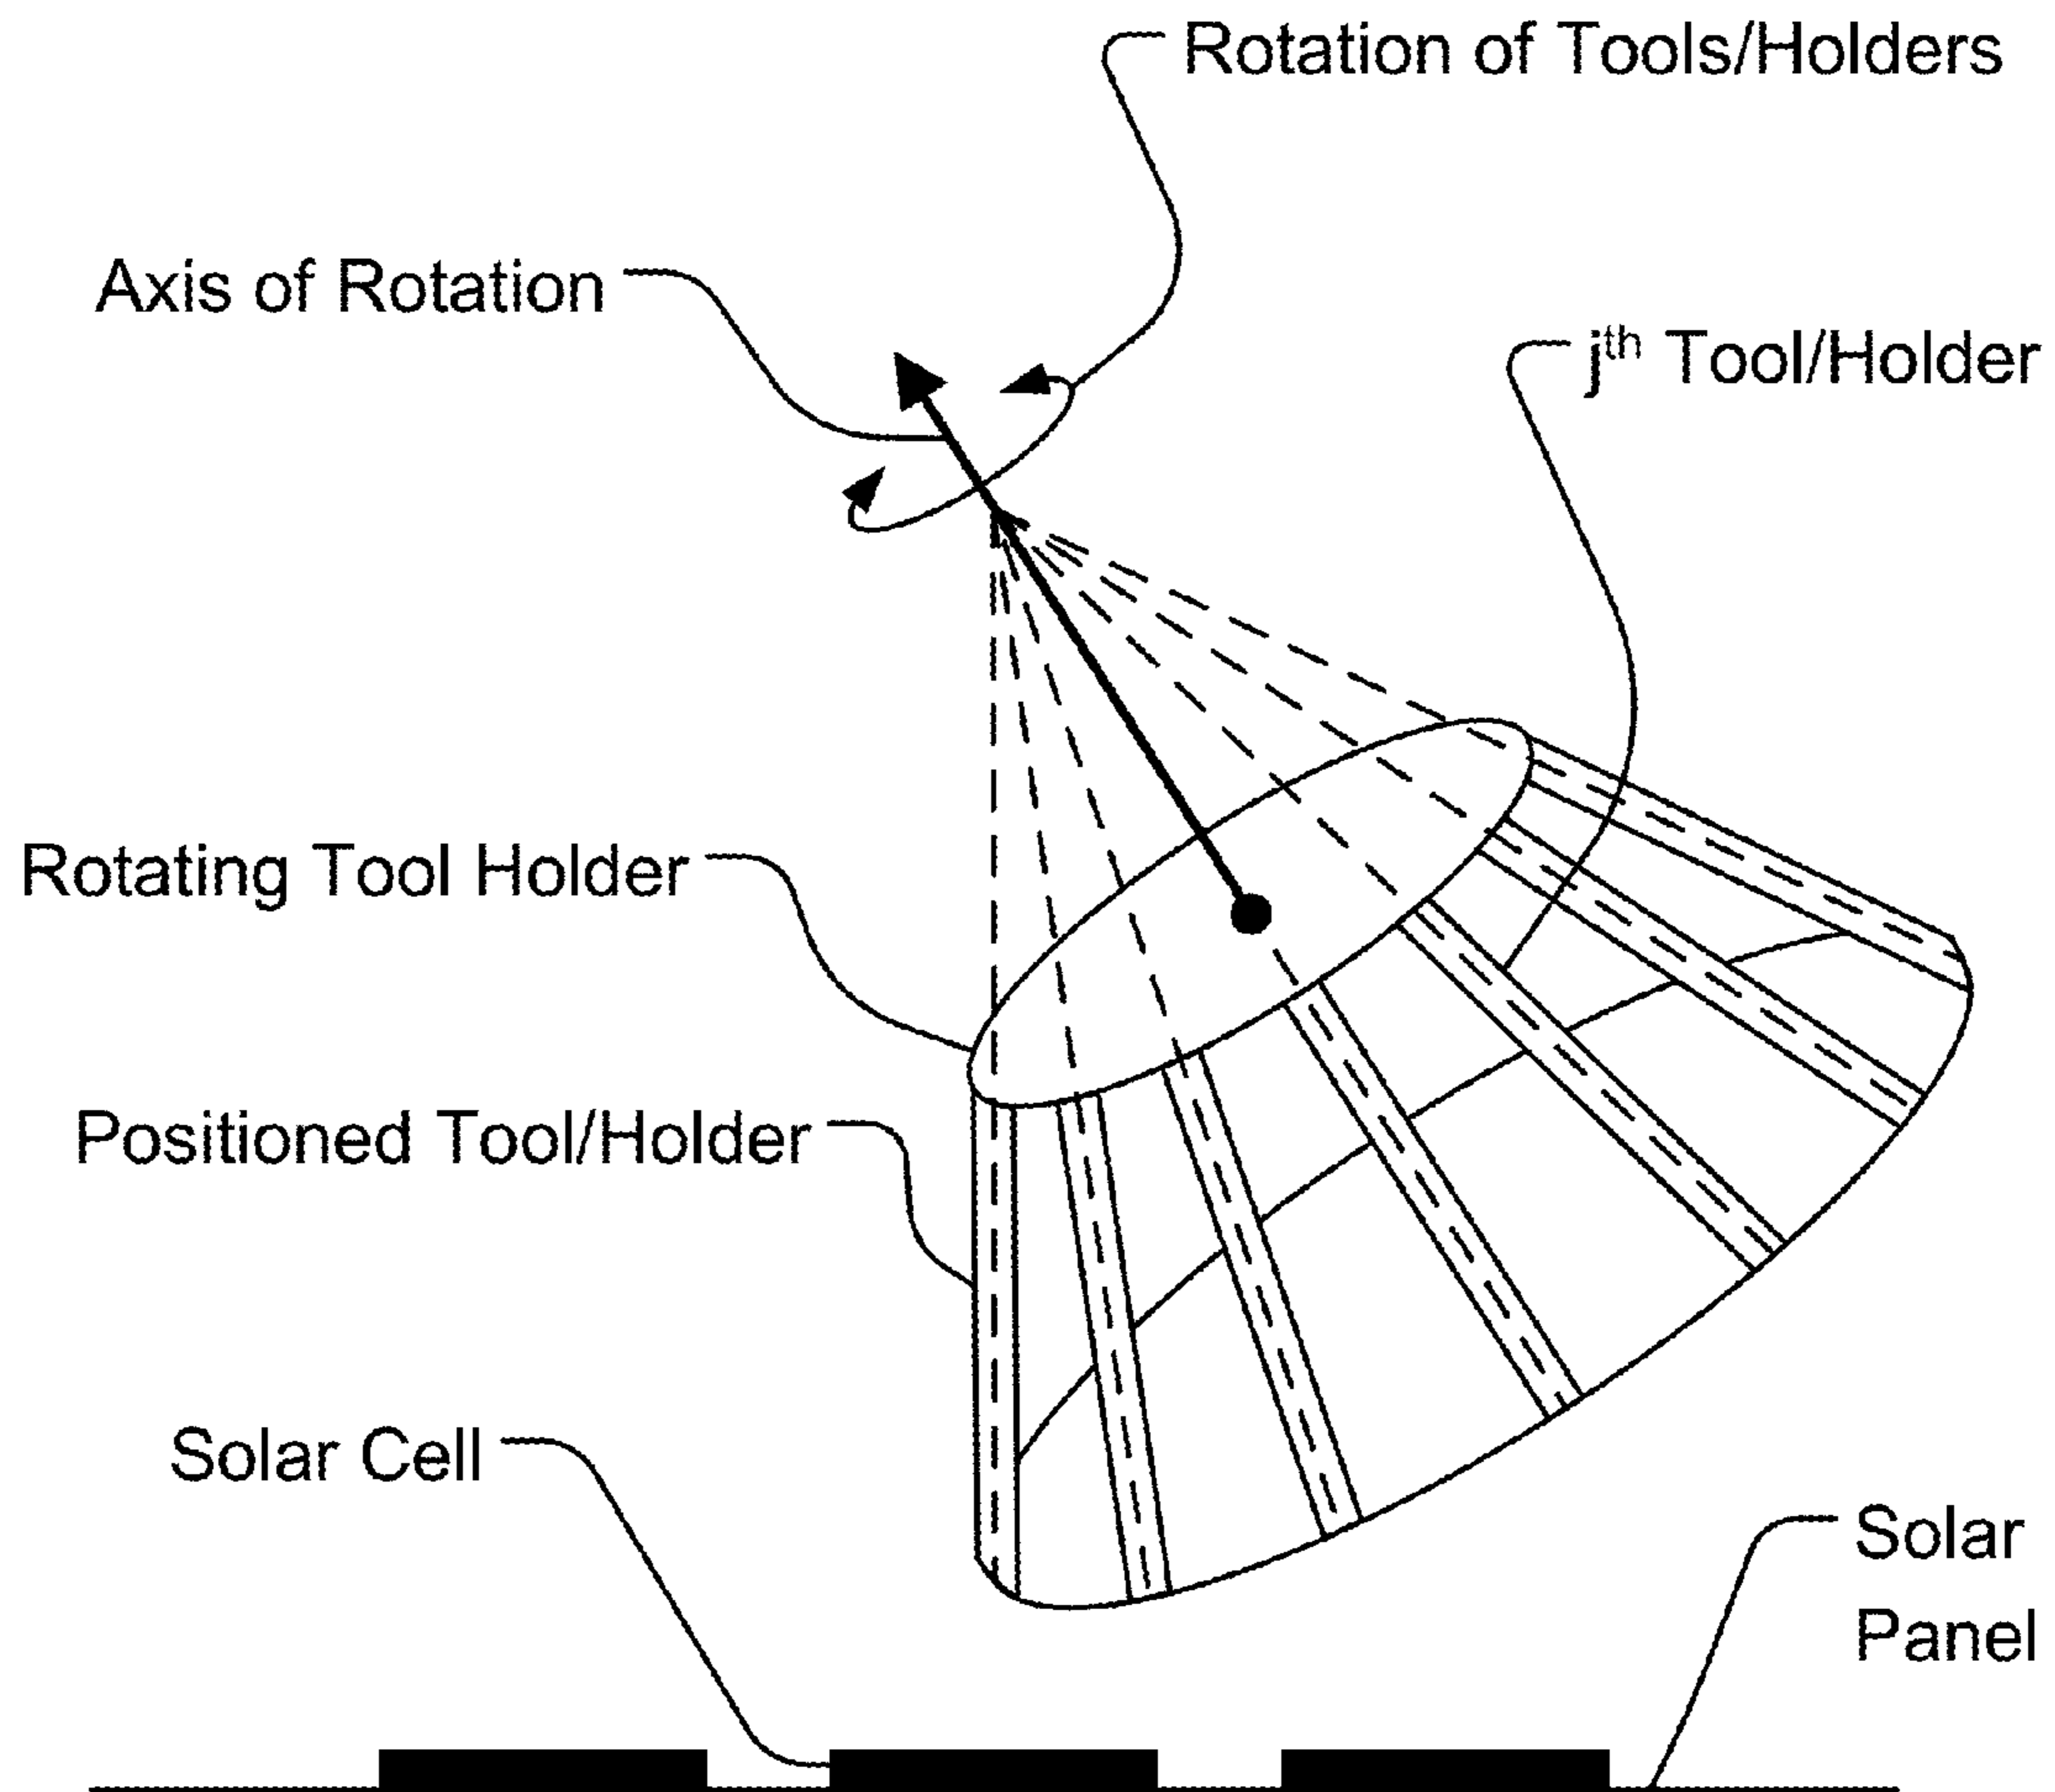 Rotation of Tools/Holders
Axis of Rotation
jth Tool/Holder
Rotating Tool Holder
Positioned Tool/Holder
Solar Cell
Solar
Panel